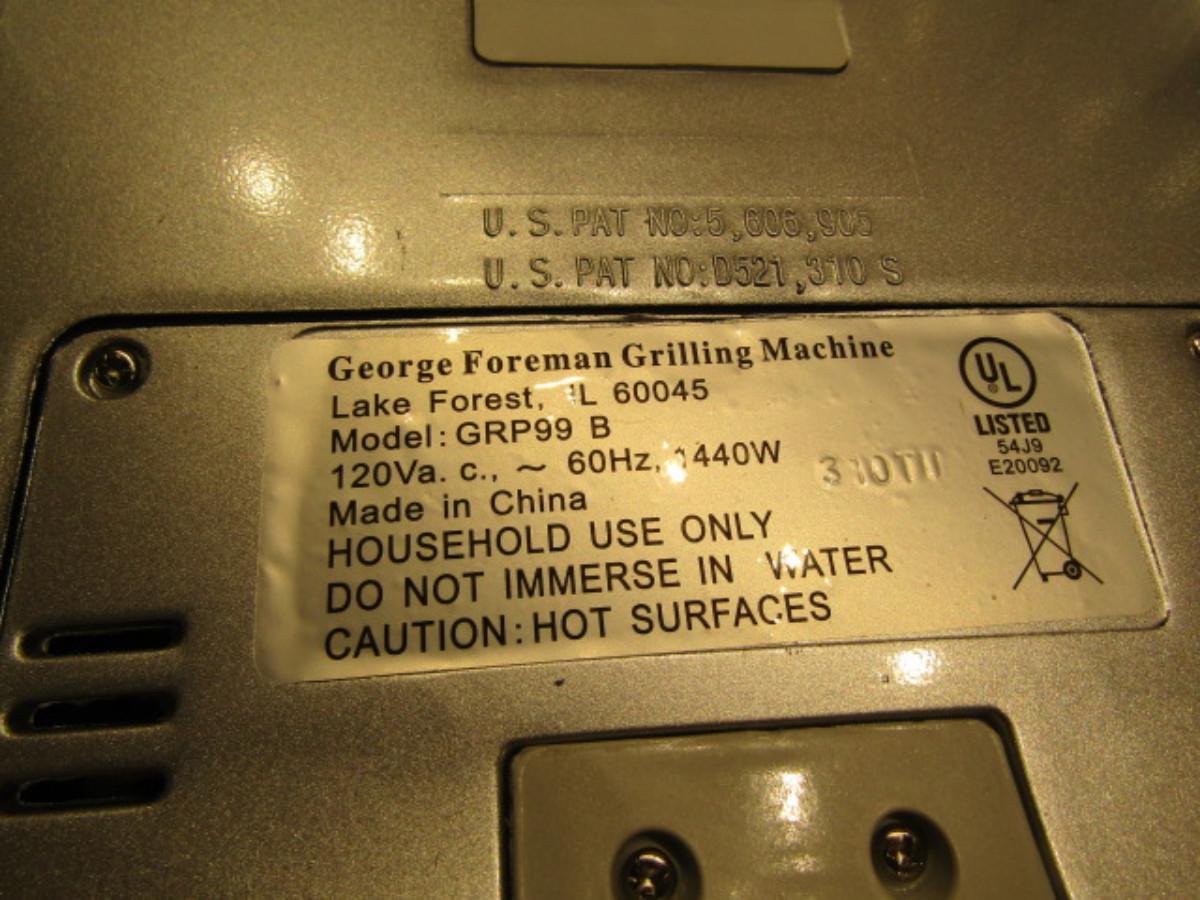 U.S. PAT NO:5,606,905
U.S. PAT NO:D521,310 S
George Foreman Grilling Machine
Lake Forest, IL 60045
Model: GRP99 B
120Va. c., ~ 60Hz, 1440W
Made in China
HOUSEHOLD USE ONLY
DO NOT IMMERSE IN WATER
CAUTION: HOT SURFACES
UL
LISTED
54J9
E20092